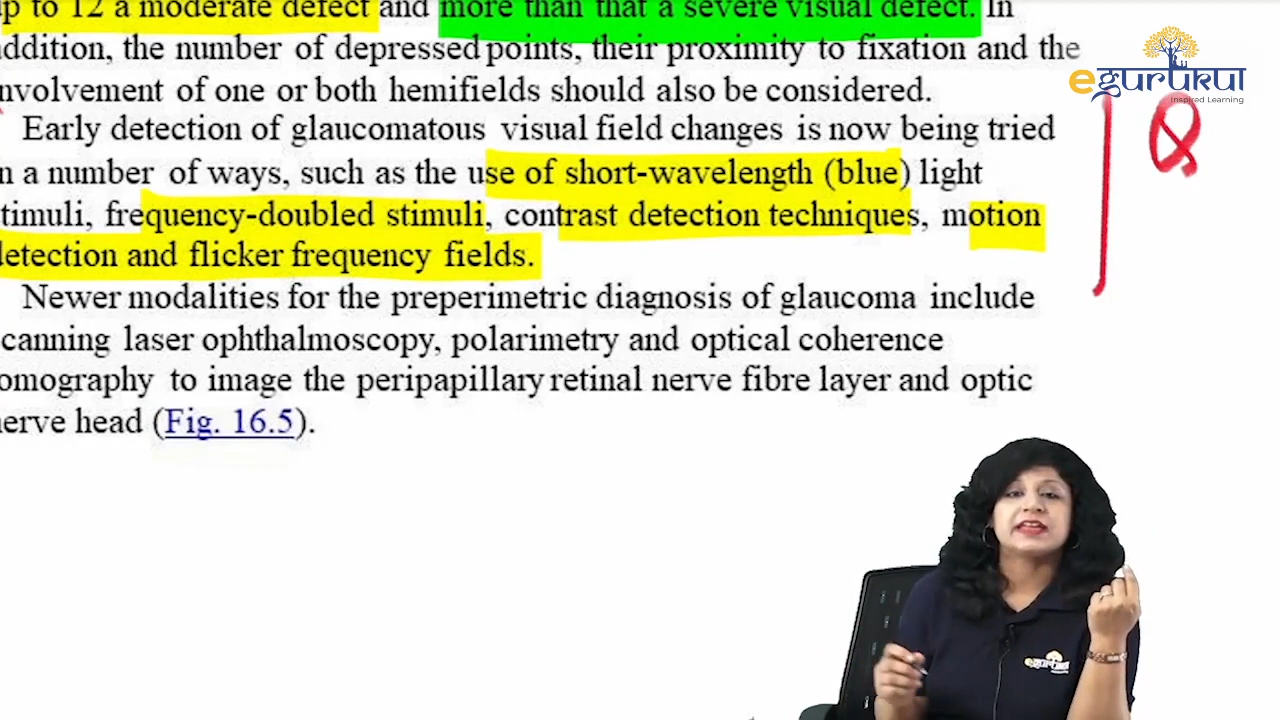 up to 12 a moderate defect and more than that a severe visual defect. In
addition, the number of depressed points, their proximity to fixation and the
nvolvement of one or both hemifields should also be considered.
Early detection of glaucomatous visual field changes is now being tried
n a number of ways, such as the use of short-wavelength (blue) light
timuli, frequency-doubled stimuli, contrast detection techniques, motion
detection and flicker frequency fields.
Newer modalities for the preperimetric diagnosis of glaucoma include
canning laser ophthalmoscopy, polarimetry and optical coherence
omography to image the peripapillary retinal nerve fibre layer and optic
nerve head (Fig. 16.5).
egurukul
Inspired Learning
egurukul